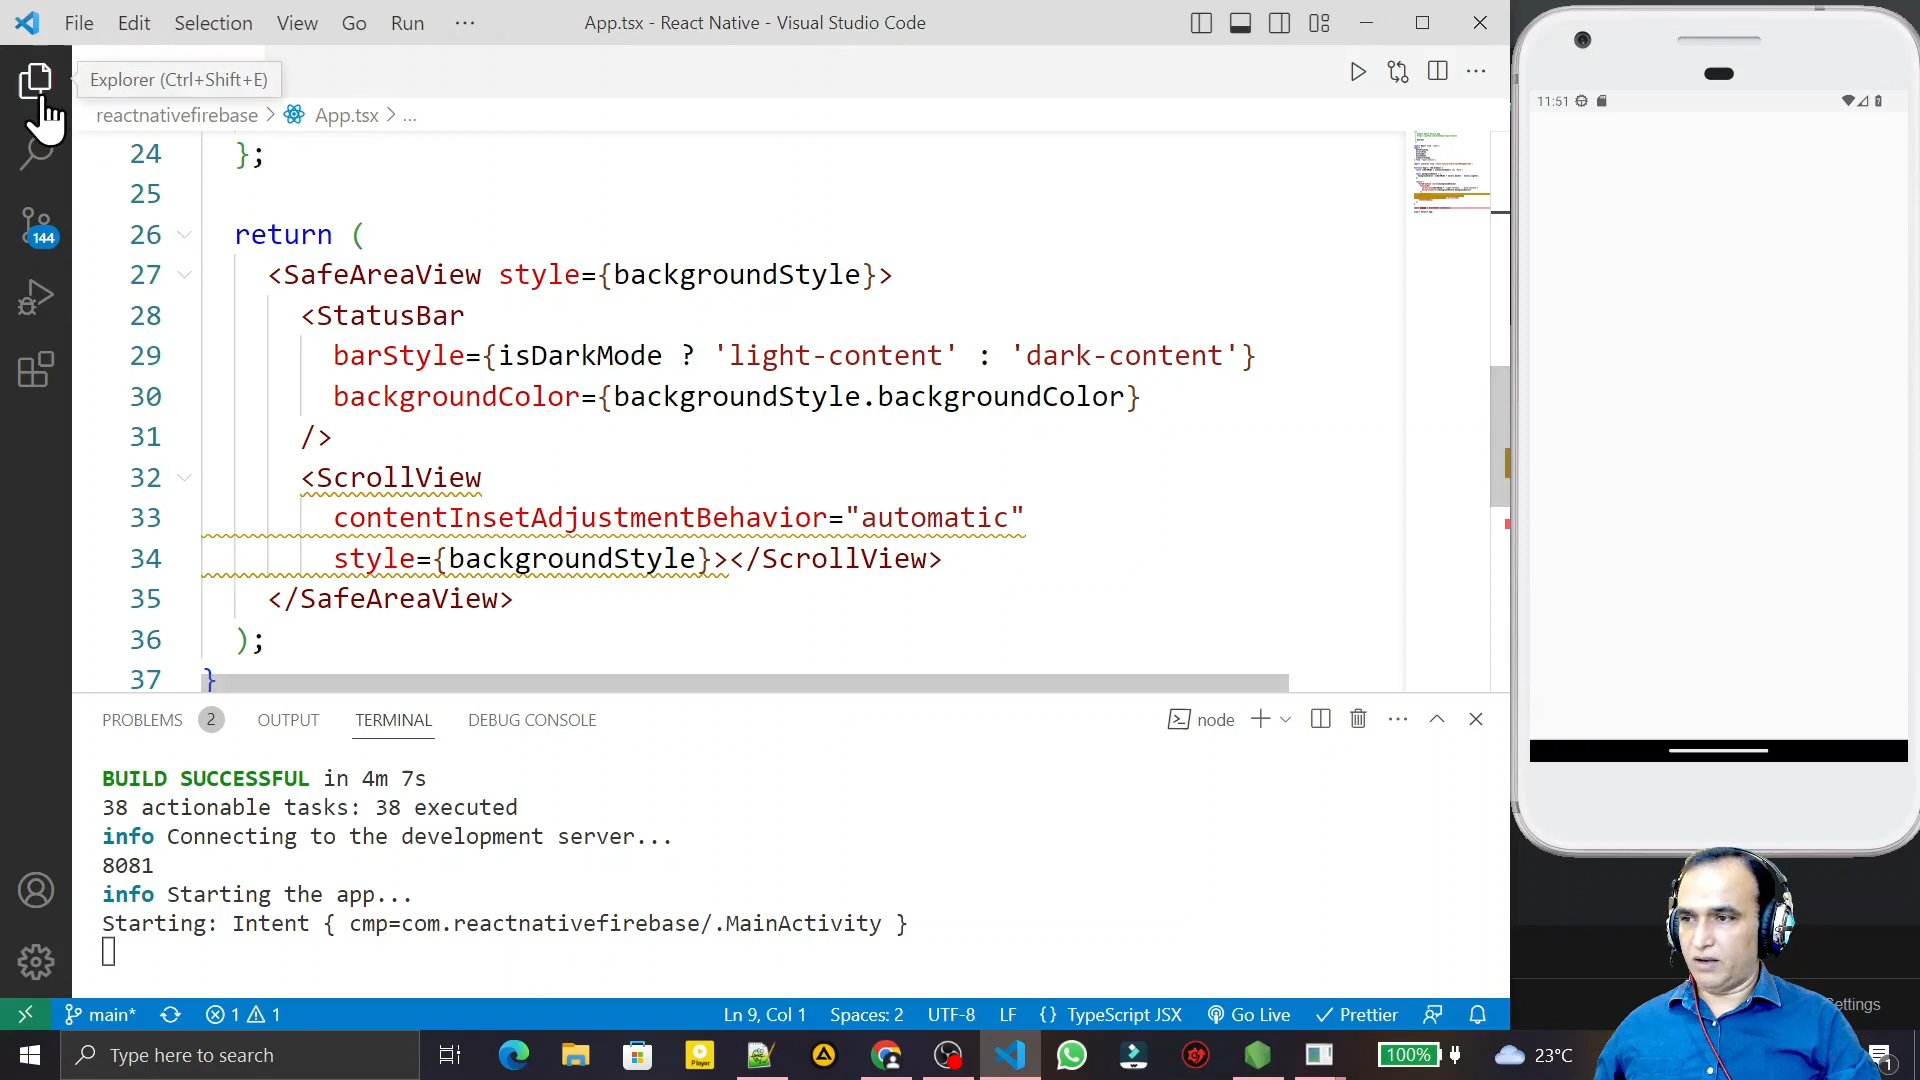 File Edit Selection View Go Run ···
App.tsx - React Native - Visual Studio Code
Explorer (Ctrl+Shift+E)
reactnativefirebase > App.tsx > ...
24 };
25
26 return (
27 <SafeAreaView style={backgroundStyle}>
28 <StatusBar
29 barStyle={isDarkMode ? 'light-content' : 'dark-content'}
30 backgroundColor={backgroundStyle.backgroundColor}
31 />
32 <ScrollView
33 contentInsetAdjustmentBehavior="automatic"
34 style={backgroundStyle}></ScrollView>
35 </SafeAreaView>
36 );
37 }
144
PROBLEMS 2 OUTPUT TERMINAL DEBUG CONSOLE
node
BUILD SUCCESSFUL in 4m 7s
38 actionable tasks: 38 executed
info Connecting to the development server...
8081
info Starting the app...
Starting: Intent { cmp=com.reactnativefirebase/.MainActivity }
main* 1 1
Ln 9, Col 1 Spaces: 2 UTF-8 LF {} TypeScript JSX Go Live Prettier
Type here to search
Player
100%
23°C
1
11:51
ettings